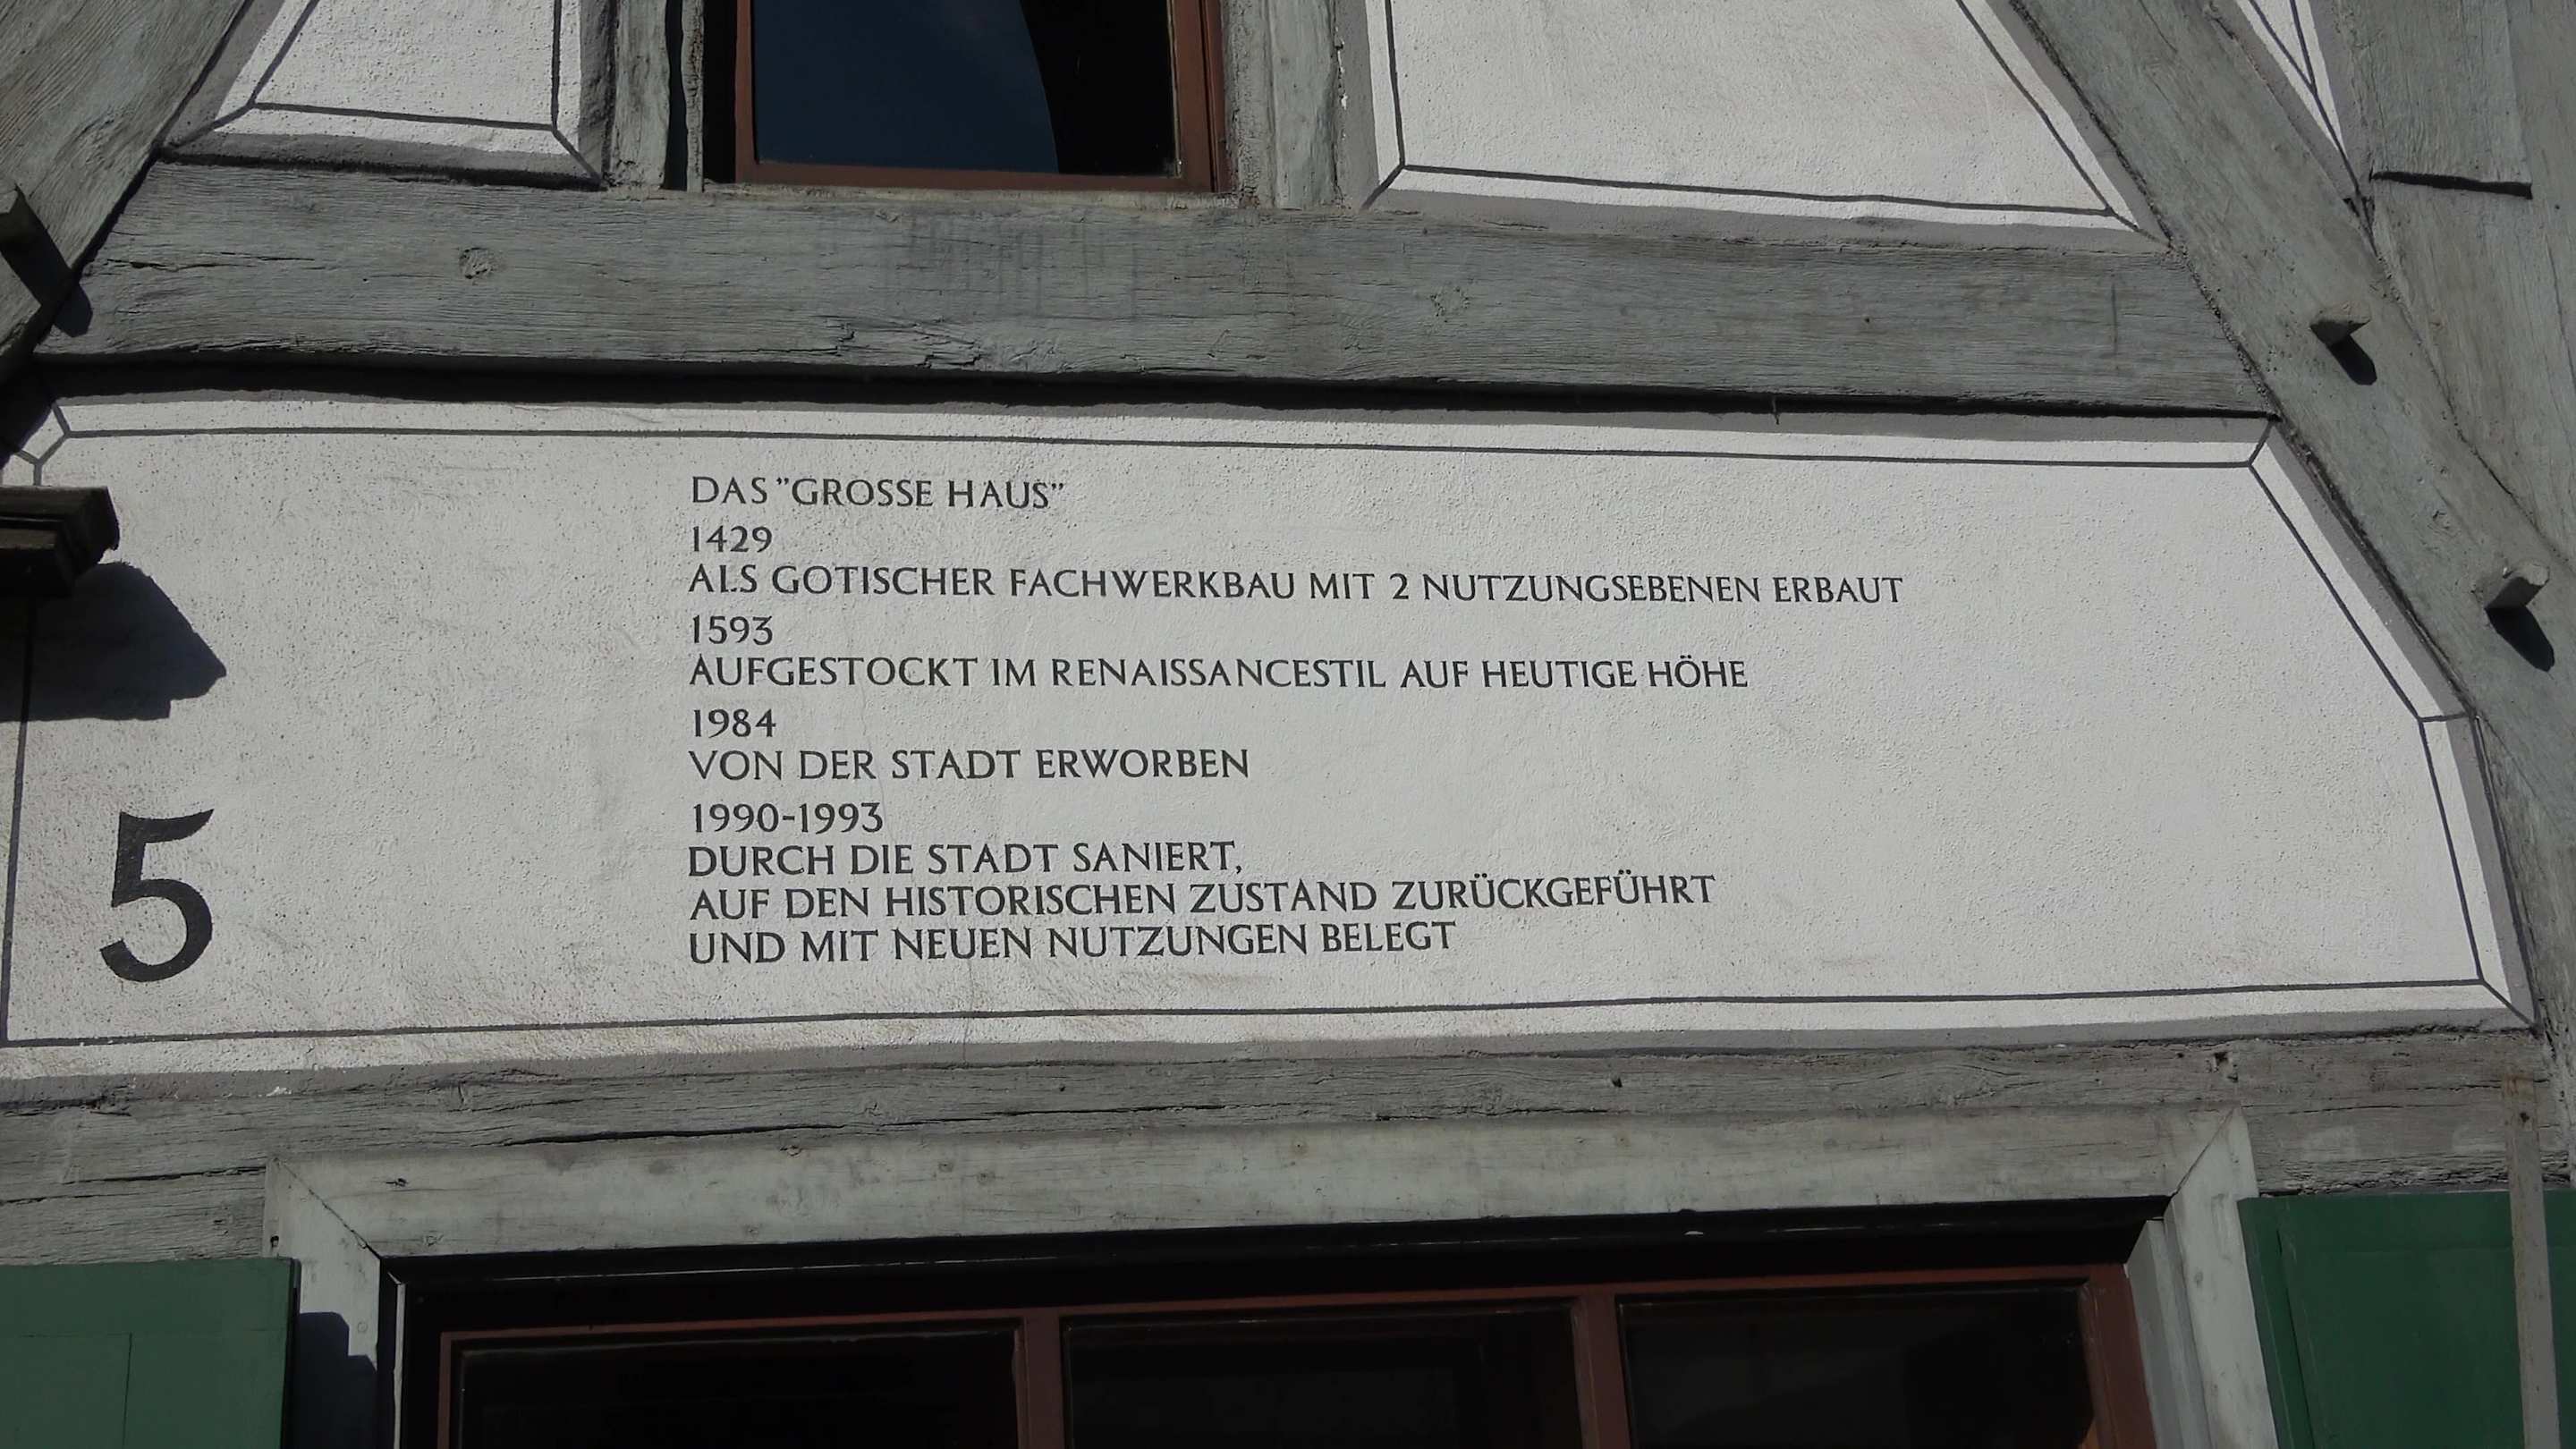 DAS "GROSSE HAUS"
1429
ALS GOTISCHER FACHWERKBAU MIT 2 NUTZUNGSEBENEN ERBAUT
1593
AUFGESTOCKT IM RENAISSANCESTIL AUF HEUTIGE HÖHE
1984
VON DER STADT ERWORBEN
1990-1993
DURCH DIE STADT SANIERT,
AUF DEN HISTORISCHEN ZUSTAND ZURÜCKGEFÜHRT
UND MIT NEUEN NUTZUNGEN BELEGT
5